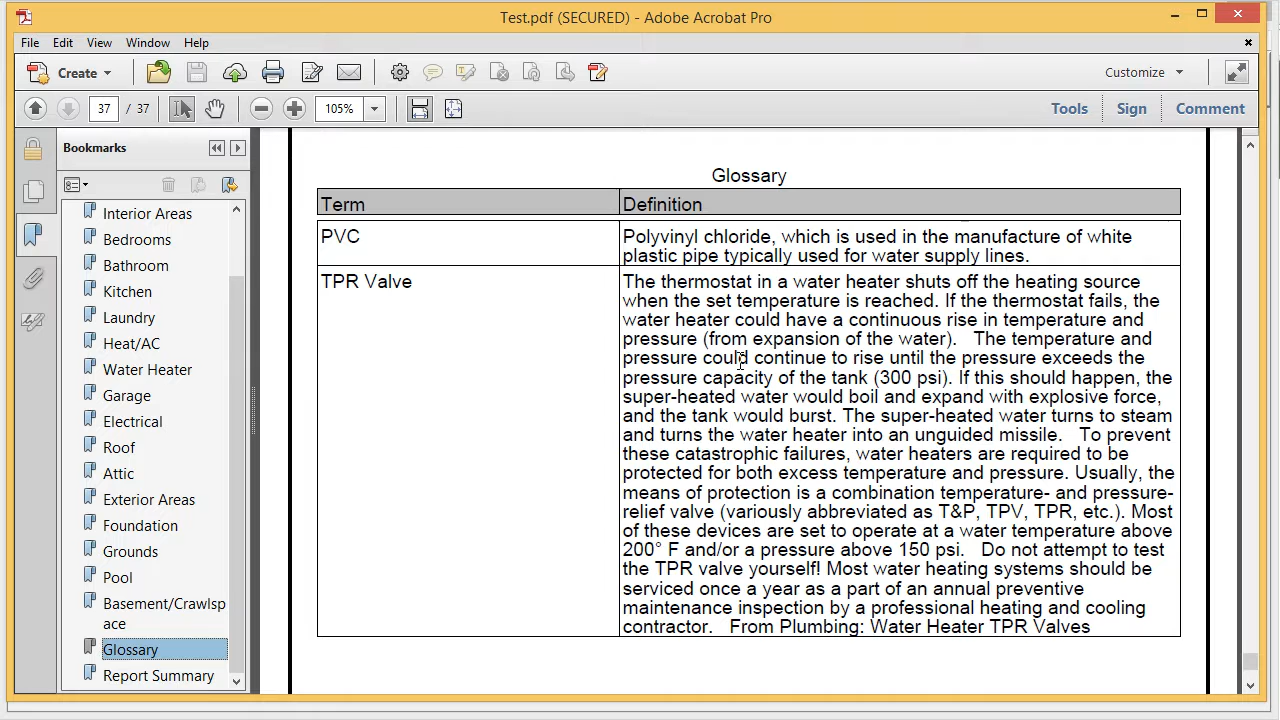 Test.pdf (SECURED) - Adobe Acrobat Pro
File Edit View Window Help
Create
Customize
37 / 37
105%
Tools Sign Comment
Bookmarks
Interior Areas
Bedrooms
Bathroom
Kitchen
Laundry
Heat/AC
Water Heater
Garage
Electrical
Roof
Attic
Exterior Areas
Foundation
Grounds
Pool
Basement/Crawlsp
ace
Glossary
Report Summary
Glossary
Term Definition
PVC Polyvinyl chloride, which is used in the manufacture of white
plastic pipe typically used for water supply lines.
TPR Valve The thermostat in a water heater shuts off the heating source
when the set temperature is reached. If the thermostat fails, the
water heater could have a continuous rise in temperature and
pressure (from expansion of the water). The temperature and
pressure could continue to rise until the pressure exceeds the
pressure capacity of the tank (300 psi). If this should happen, the
super-heated water would boil and expand with explosive force,
and the tank would burst. The super-heated water turns to steam
and turns the water heater into an unguided missile. To prevent
these catastrophic failures, water heaters are required to be
protected for both excess temperature and pressure. Usually, the
means of protection is a combination temperature- and pressure-
relief valve (variously abbreviated as T&P, TPV, TPR, etc.). Most
of these devices are set to operate at a water temperature above
200° F and/or a pressure above 150 psi. Do not attempt to test
the TPR valve yourself! Most water heating systems should be
serviced once a year as a part of an annual preventive
maintenance inspection by a professional heating and cooling
contractor. From Plumbing: Water Heater TPR Valves